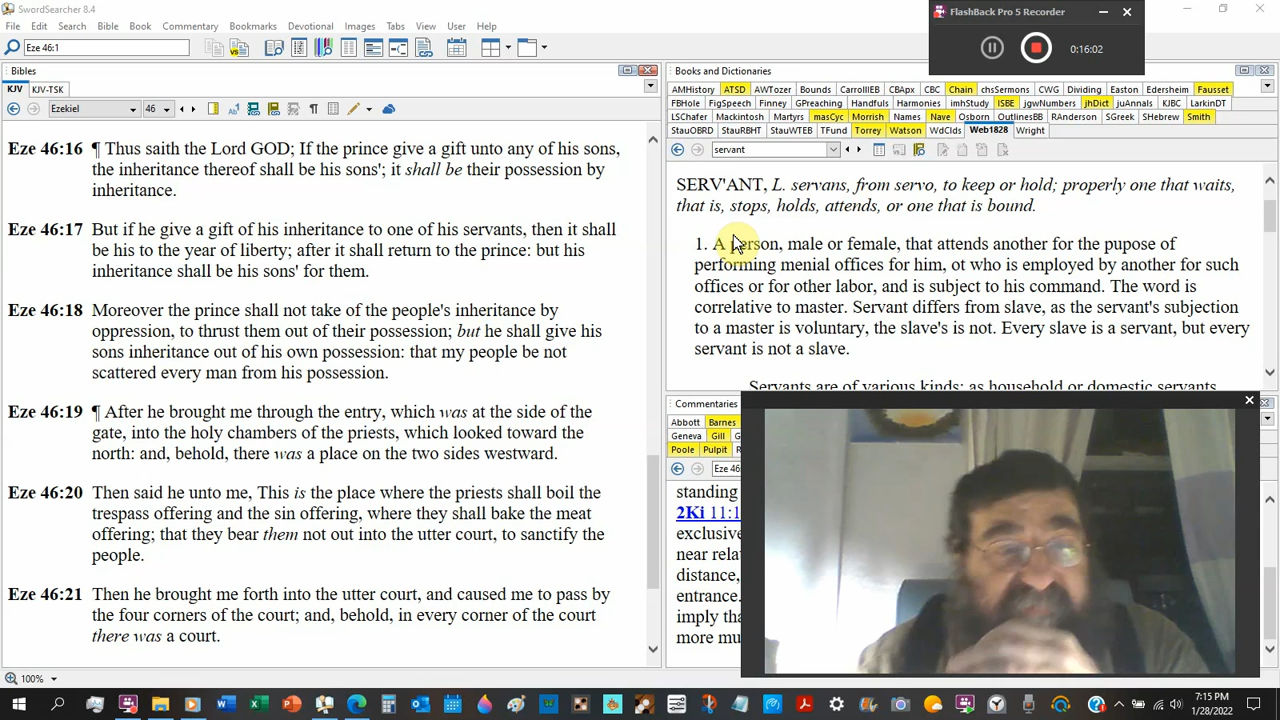 SwordSearcher 8.4
File Edit Search Bible Book Commentary Bookmarks Devotional Images Tabs View User Help
Eze 46:1
FlashBack Pro 5 Recorder
0:16:02
Bibles
KJV KJV-TSK
Ezekiel 46
Eze 46:16 ¶ Thus saith the Lord GOD; If the prince give a gift unto any of his sons,
the inheritance thereof shall be his sons'; it shall be their possession by
inheritance.
Eze 46:17 But if he give a gift of his inheritance to one of his servants, then it shall
be his to the year of liberty; after it shall return to the prince: but his
inheritance shall be his sons' for them.
Eze 46:18 Moreover the prince shall not take of the people's inheritance by
oppression, to thrust them out of their possession; but he shall give his
sons inheritance out of his own possession: that my people be not
scattered every man from his possession.
Eze 46:19 ¶ After he brought me through the entry, which was at the side of the
gate, into the holy chambers of the priests, which looked toward the
north: and, behold, there was a place on the two sides westward.
Eze 46:20 Then said he unto me, This is the place where the priests shall boil the
trespass offering and the sin offering, where they shall bake the meat
offering; that they bear them not out into the utter court, to sanctify the
people.
Eze 46:21 Then he brought me forth into the utter court, and caused me to pass by
the four corners of the court; and, behold, in every corner of the court
there was a court.
100%
Books and Dictionaries
AMHistory ATSD AWTozer Bounds CarrollEIB CBApx CBC Chain chsSermons CWG Dividing Easton Edersheim Fausset
FBHole FigSpeech Finney GPreaching Handfuls Harmonies imhStudy ISBE jgwNumbers jhDict juAnnals KJBC LarkinDT
LSChafer Mackintosh Martyrs masCyc Morrish Names Nave Osborn OutlinesBB RAnderson SGreek SHebrew Smith
StauOBRD StauRBHT StauWTEB TFund Torrey Watson WdClds Web1828 Wright
servant
SERV'ANT, L. servans, from servo, to keep or hold; properly one that waits,
that is, stops, holds, attends, or one that is bound.
1. A person, male or female, that attends another for the pupose of
performing menial offices for him, ot who is employed by another for such
offices or for other labor, and is subject to his command. The word is
correlative to master. Servant differs from slave, as the servant's subjection
to a master is voluntary, the slave's is not. Every slave is a servant, but every
servant is not a slave.
Servants are of various kinds; as household or domestic servants
Commentaries
Abbott Barnes
Geneva Gill
Poole Pulpit
Eze 46
standing
2Ki 11:1
exclusive
near rela
distance,
entrance.
imply tha
more mu
7:15 PM
1/28/2022